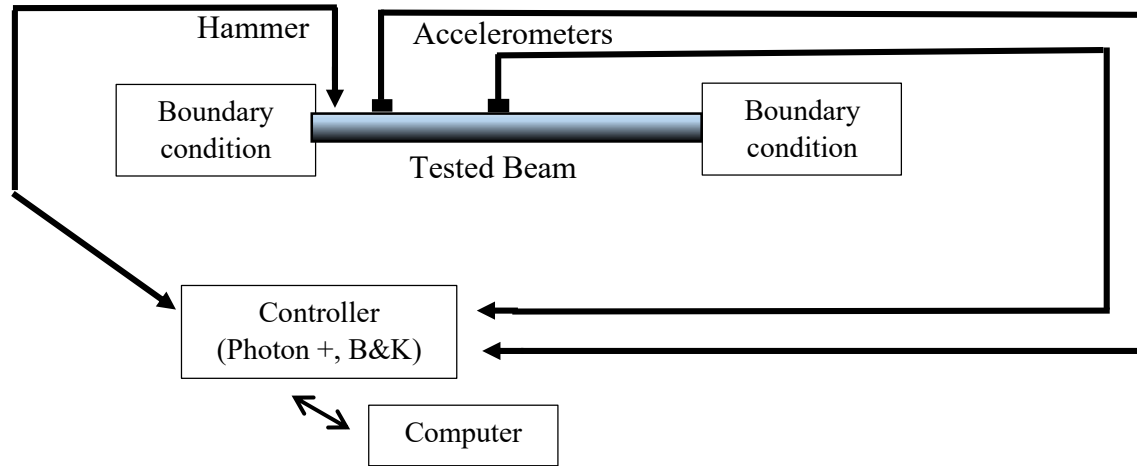 Hammer
Accelerometers
Boundary
condition
Boundary
condition
Tested Beam
Controller
(Photon +, B&K)
Computer